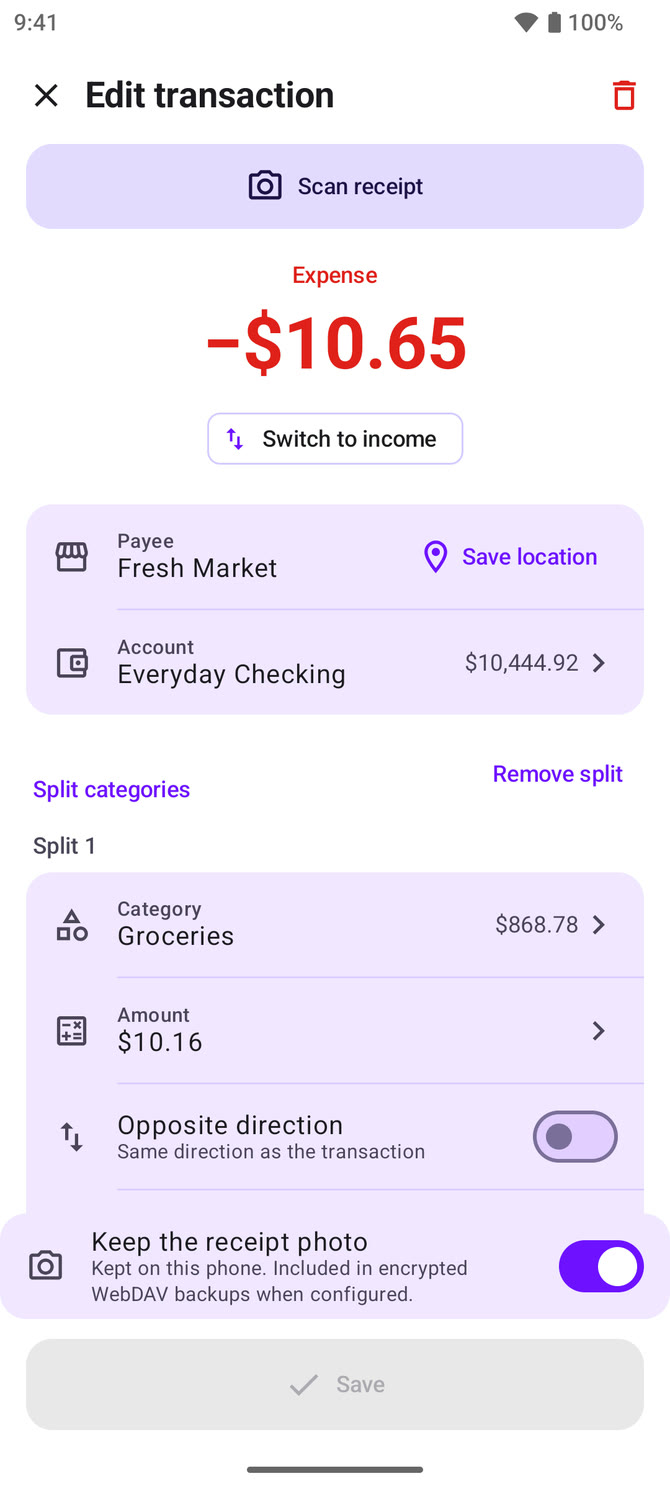 9:41
100%
Edit transaction
Scan receipt
Expense
−$10.65
Switch to income
Payee
Fresh Market
Save location
Account
Everyday Checking
$10,444.92
Split categories
Remove split
Split 1
Category
Groceries
$868.78
Amount
$10.16
Opposite direction
Same direction as the transaction
Keep the receipt photo
Kept on this phone. Included in encrypted
WebDAV backups when configured.
Save